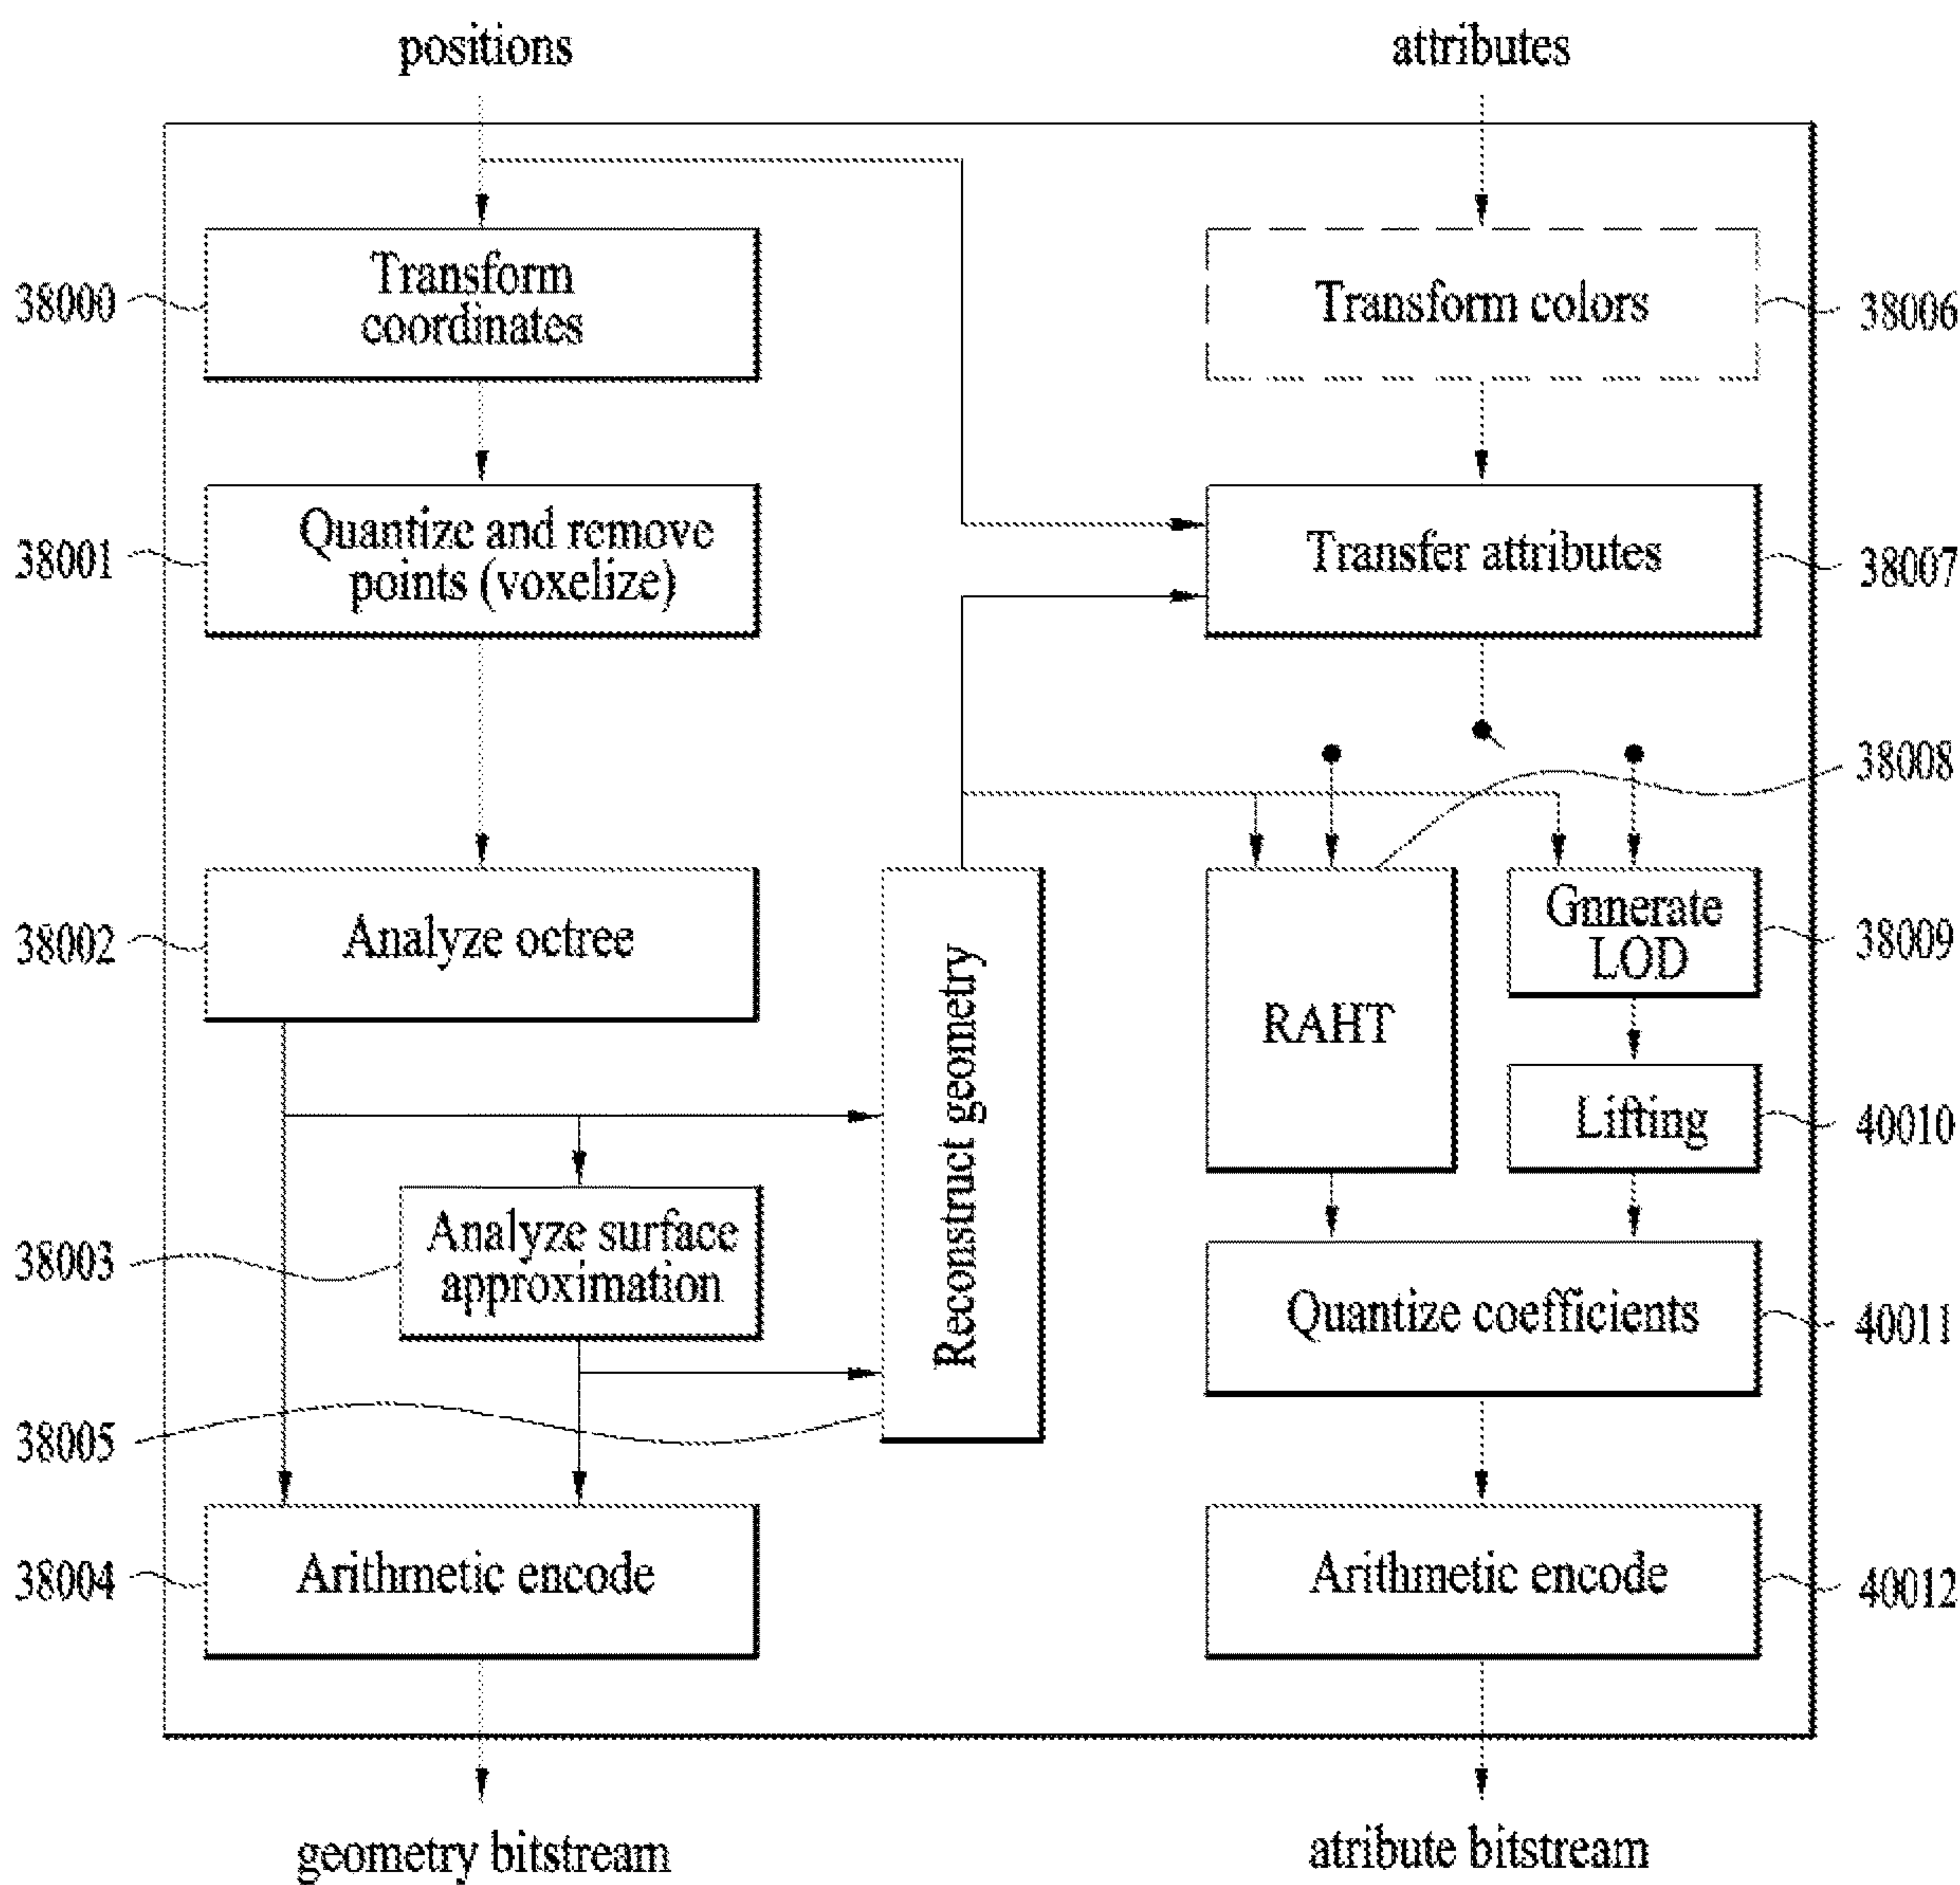 positions
attributes
Transform
coordinates
38000
Transform colors
38006
Quantize and remove
points (voxelize)
38001
Transfer attributes
38007
38008
Analyze octree
38002
Reconstruct geometry
RAHT
Gnnerate
LOD
38009
Lifting
40010
Analyze surface
approximation
38003
Quantize coefficients
40011
38005
Arithmetic encode
38004
Arithmetic encode
40012
geometry bitstream
atribute bitstream